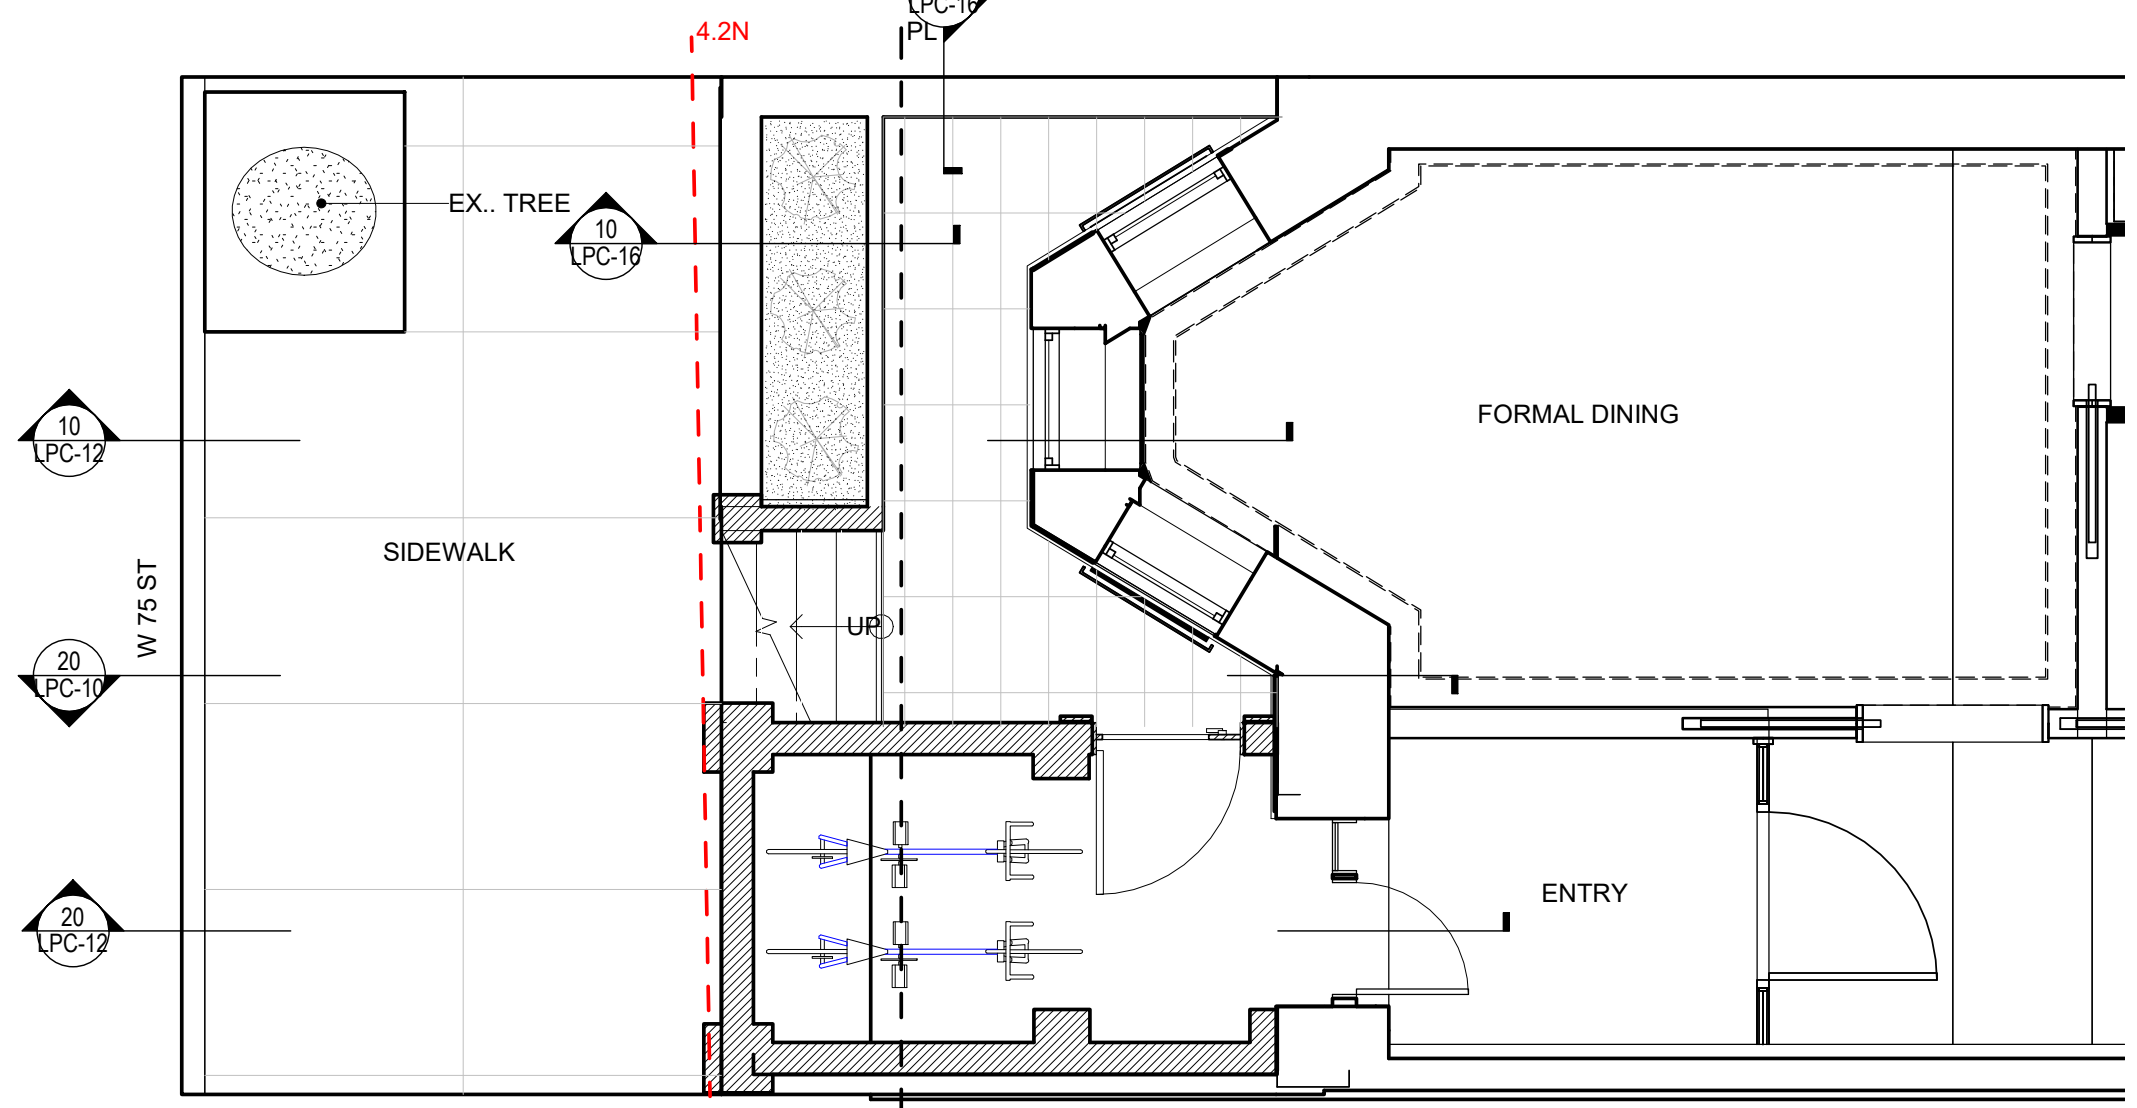 LPC-16
4.2N
PL
EX.. TREE
10
LPC-16
FORMAL DINING
10
LPC-12
SIDEWALK
W 75 ST
UP
20
LPC-10
ENTRY
20
LPC-12